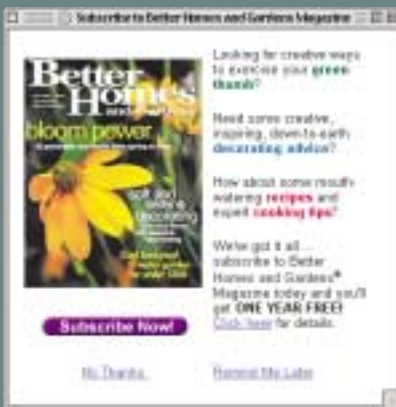 Subscribe to Better Homes and Gardens Magazine
Better
Homes
and Gardens
bloom power
soft and
decorating
Looking for creative ways
to exercise your green
thumb?
Need some creative,
inspiring, down-to-earth
decorating advice?
How about some mouth-
watering recipes and
expert cooking tips?
We've got it all...
subscribe to Better
Homes and Gardens®
Magazine today and you'll
get ONE YEAR FREE!
Click here for details.
Subscribe Now!
No Thanks
Remind Me Later